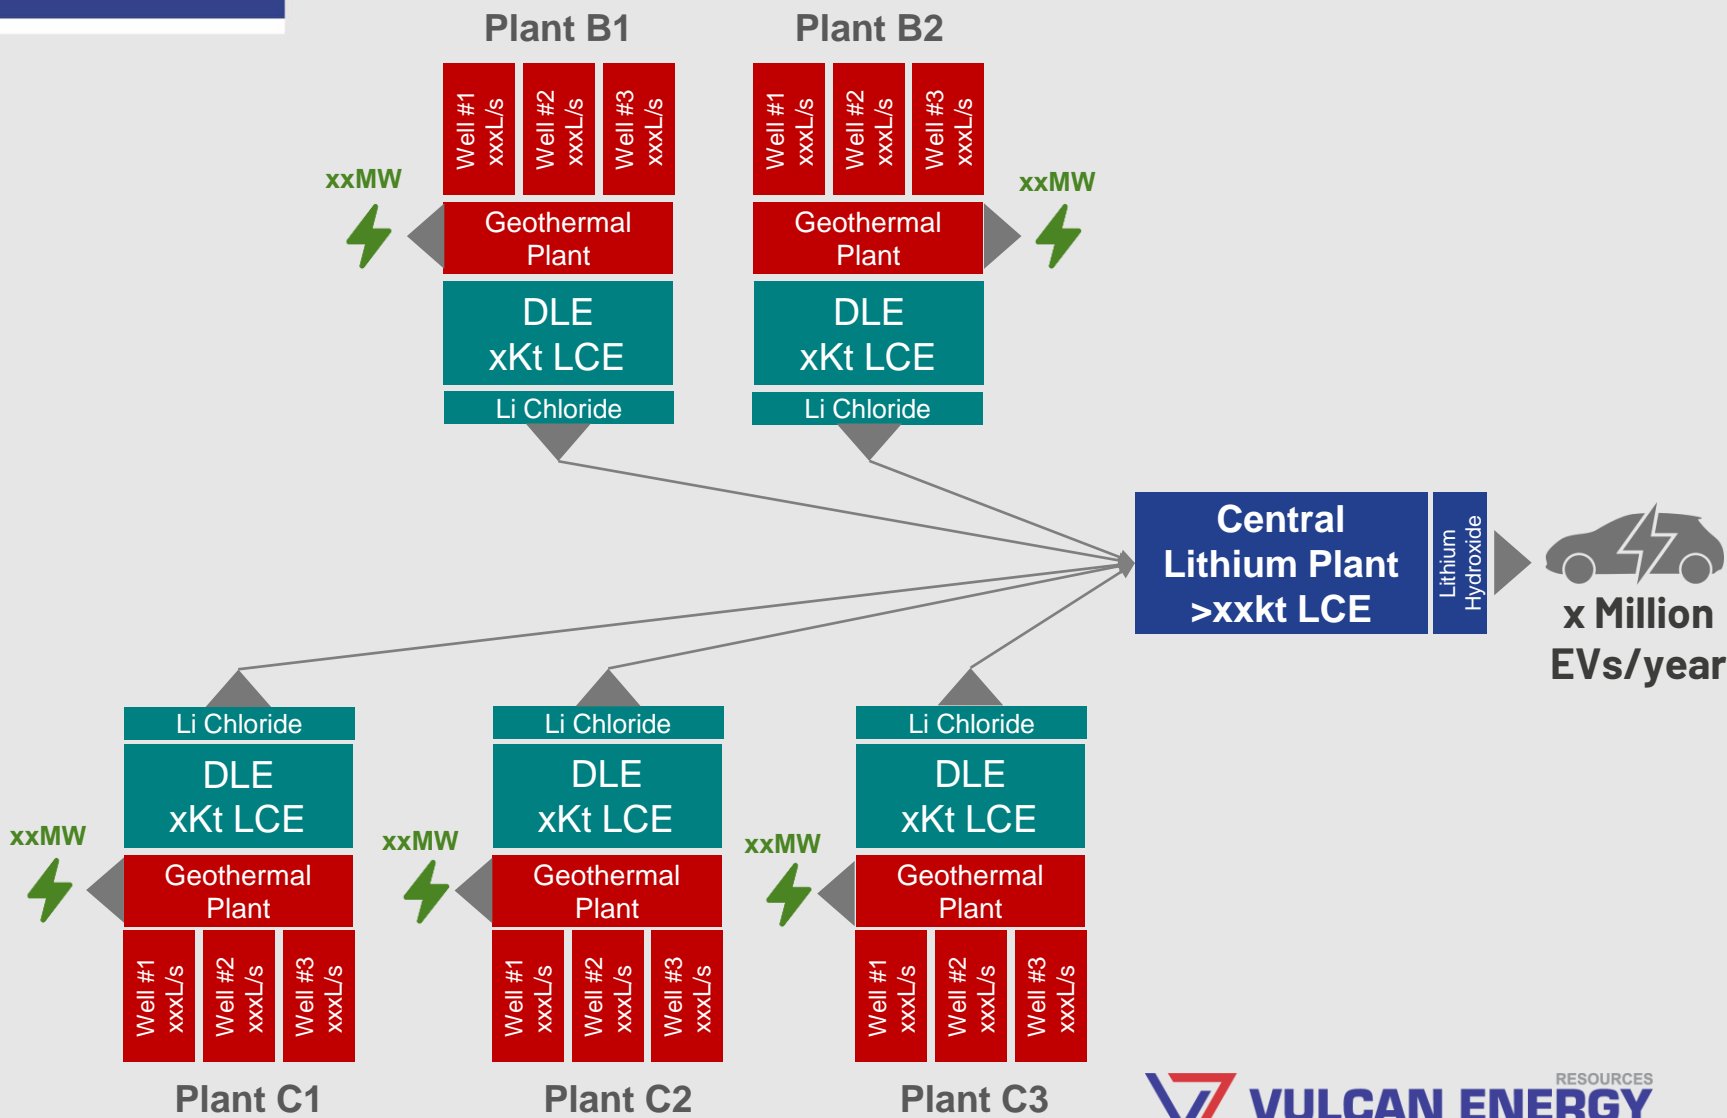 Plant B1
Plant B2
Well #1
xxxL/s
Well #2
xxxL/s
Well #3
xxxL/s
Well #1
xxxL/s
Well #2
xxxL/s
Well #3
xxxL/s
xxMW
xxMW
Geothermal
Plant
Geothermal
Plant
DLE
xKt LCE
DLE
xKt LCE
Li Chloride
Li Chloride
Central
Lithium Plant
>xxkt LCE
Lithium
Hydroxide
x Million
EVs/year
Li Chloride
Li Chloride
Li Chloride
DLE
xKt LCE
DLE
xKt LCE
DLE
xKt LCE
xxMW
xxMW
xxMW
Geothermal
Plant
Geothermal
Plant
Geothermal
Plant
Well #1
xxxL/s
Well #2
xxxL/s
Well #3
xxxL/s
Well #1
xxxL/s
Well #2
xxxL/s
Well #3
xxxL/s
Well #1
xxxL/s
Well #2
xxxL/s
Well #3
xxxL/s
Plant C1
Plant C2
Plant C3
RESOURCES
VULCAN ENERGY